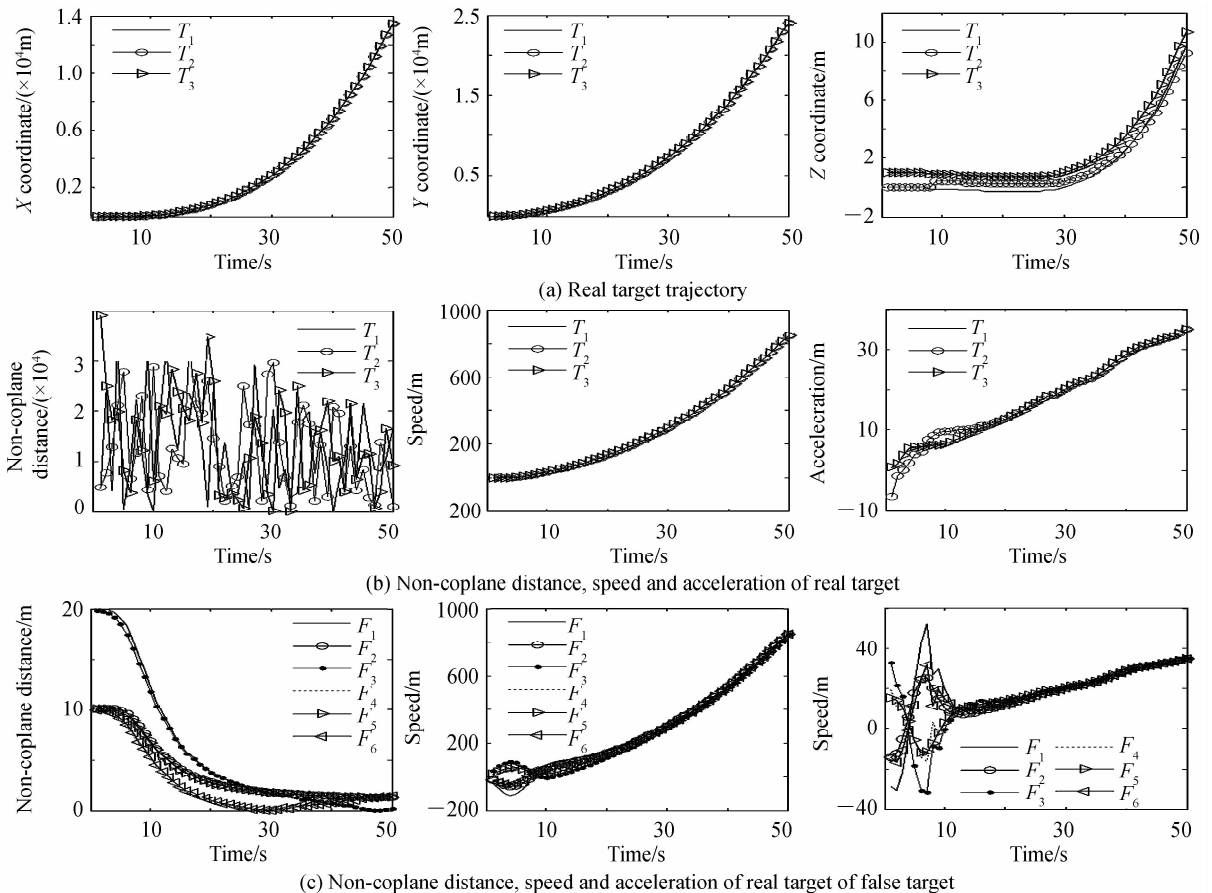 1.4
1.0
0.6
0.2
X coordinate/(×10⁴m)
T₁
T₂
T₃
10 30 50
Time/s
2.5
1.5
0.5
Y coordinate/(×10⁴m)
T₁
T₂
T₃
10 30 50
Time/s
10
6
2
−2
Z coordinate/m
T₁
T₂
T₃
10 30 50
Time/s
(a) Real target trajectory
3
2
1
0
Non-coplane
distance/(×10⁴)
T₁
T₂
T₃
10 30 50
Time/s
1000
600
200
200
Speed/m
T₁
T₂
T₃
10 30 50
Time/s
30
10
−10
Accelecration/m
T₁
T₂
T₃
10 30 50
Time/s
(b) Non-coplane distance, speed and acceleration of real target
20
10
0
Non-coplane distance/m
F₁
F₂
F₃
F₄
F₅
F₆
10 30 50
Time/s
1000
600
200
−200
Speed/m
F₁
F₂
F₃
F₄
F₅
F₆
10 30 50
Time/s
40
20
0
−40
Speed/m
F₁ F₄
F₂ F₅
F₃ F₆
10 30 50
Time/s
(c) Non-coplane distance, speed and acceleration of real target of false target